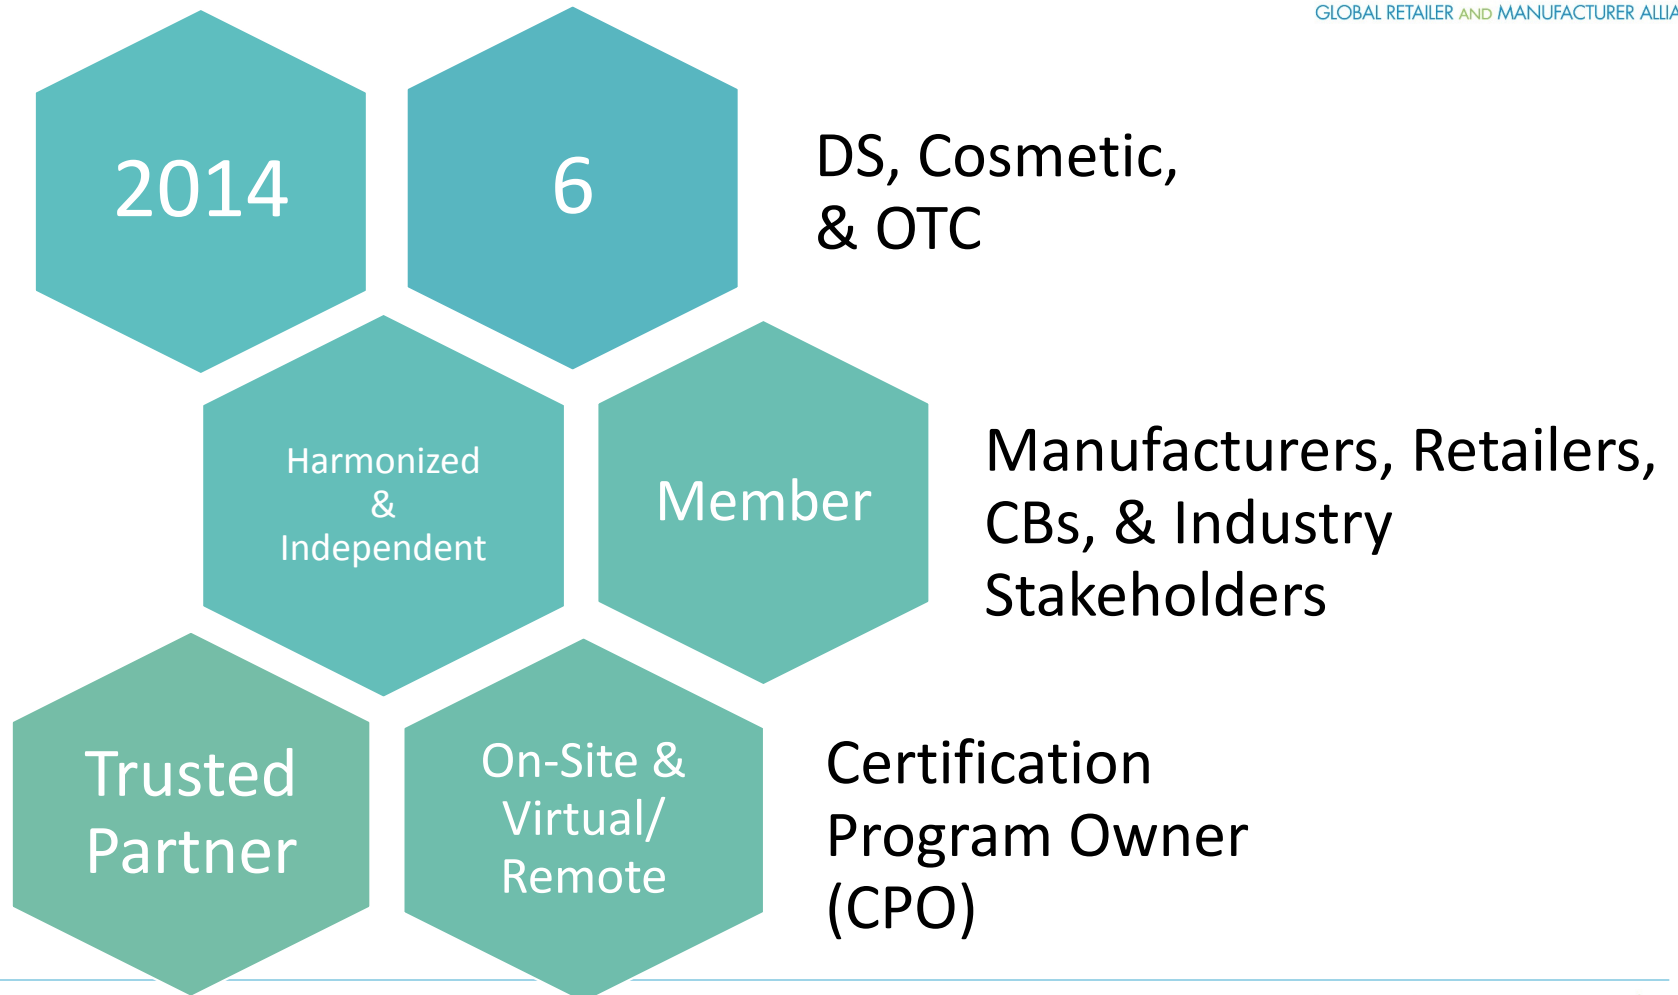 GLOBAL RETAILER AND MANUFACTURER
2014
6
DS, Cosmetic,
& OTC
Harmonized
&
Independent
Member
Manufacturers, Retailers,
CBs, & Industry
Stakeholders
Trusted
Partner
On-Site &
Virtual/
Remote
Certification
Program Owner
(CPO)